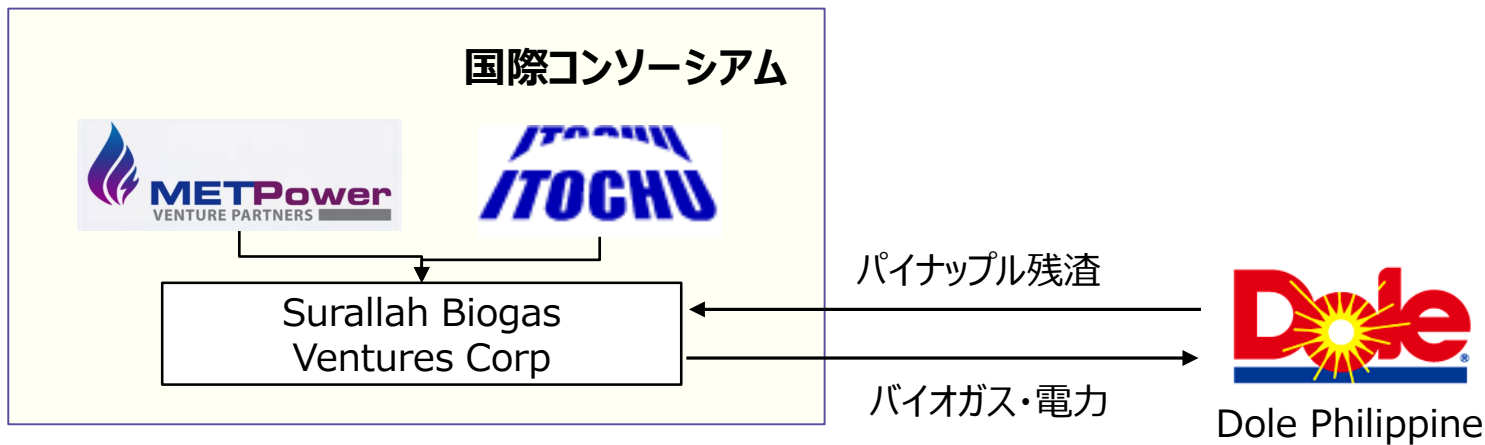 国際コンソーシアム
METPower
VENTURE PARTNERS
ITOCHU
ITOCHU
Surallah Biogas
Ventures Corp
パイナップル残渣
バイオガス・電力
Dole
®
Dole Philippine